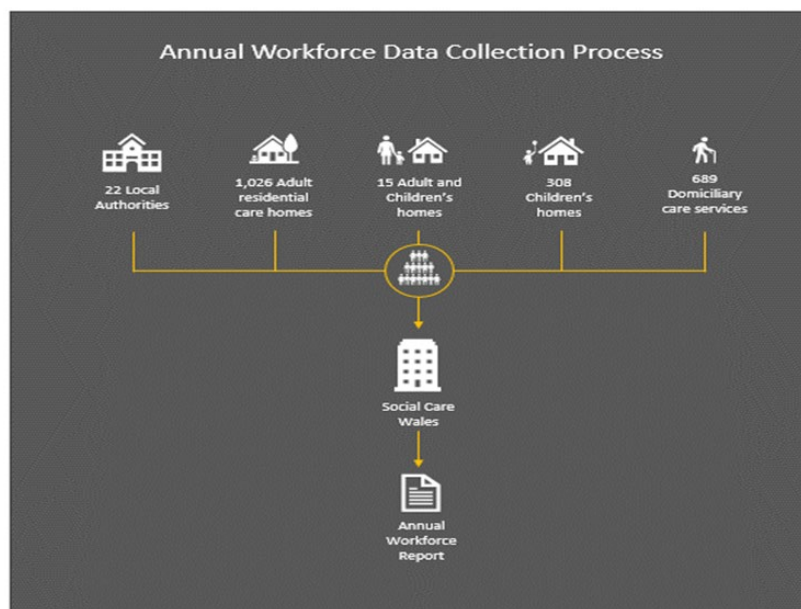 Annual Workforce Data Collection Process
22 Local
Authorities
1,026 Adult
residential
care homes
15 Adult and
Children's
homes
308
Children's
homes
689
Domiciliary
care services
Social Care
Wales
Annual
Workforce
Report